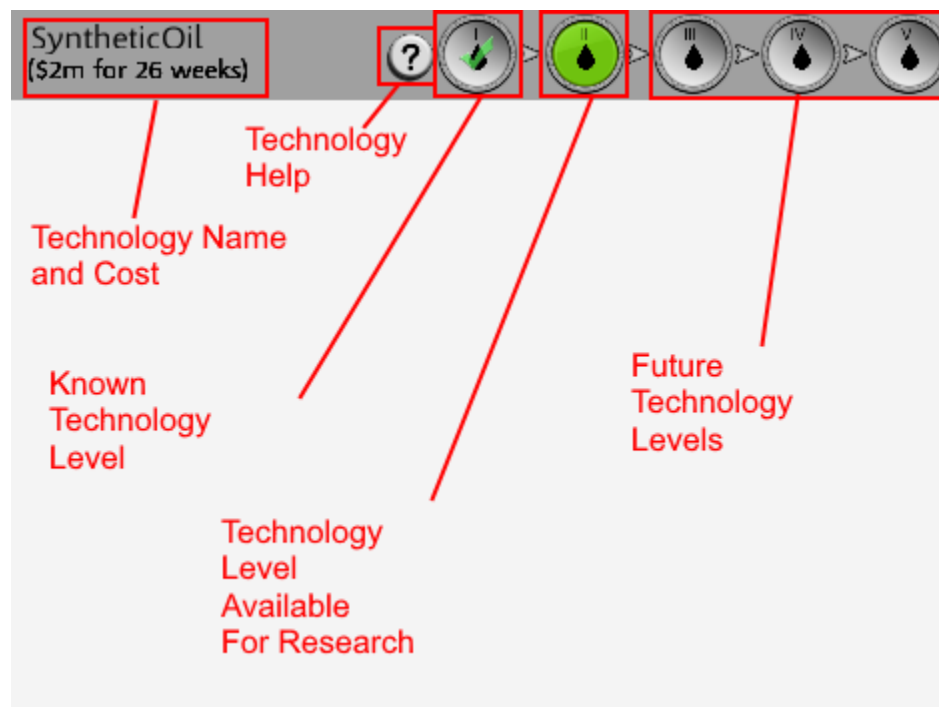 SyntheticOil
($2m for 26 weeks)
?
I
II
III
IV
V
Technology
Help
Technology Name
and Cost
Known
Technology
Level
Future
Technology
Levels
Technology
Level
Available
For Research